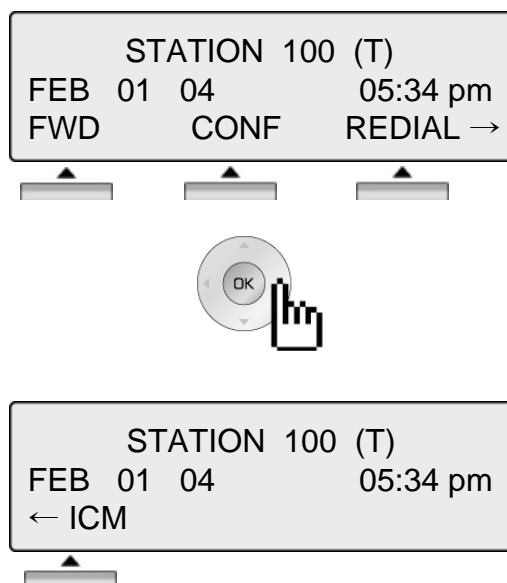 STATION 100 (T)
FEB 01 04 05:34 pm
FWD CONF REDIAL →
OK
STATION 100 (T)
FEB 01 04 05:34 pm
← ICM